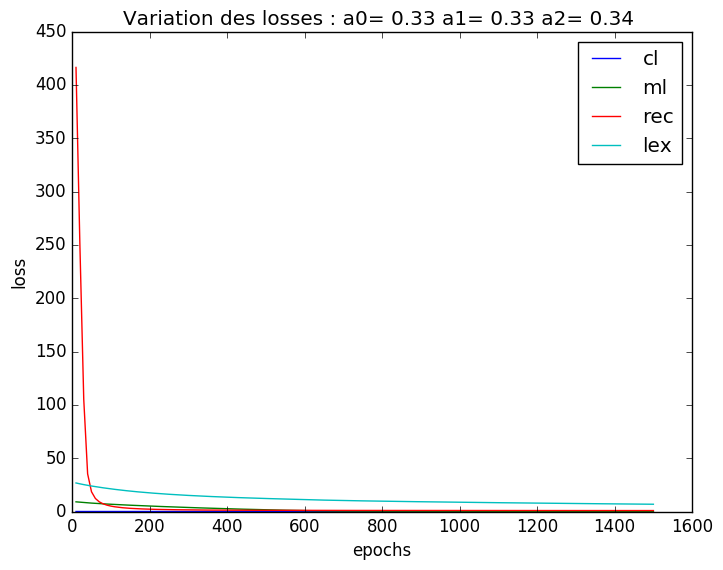 Variation des losses : a0= 0.33 a1= 0.33 a2= 0.34
450
400
350
300
250
200
150
100
50
0
loss
cl
ml
rec
lex
0 200 400 600 800 1000 1200 1400 1600
epochs